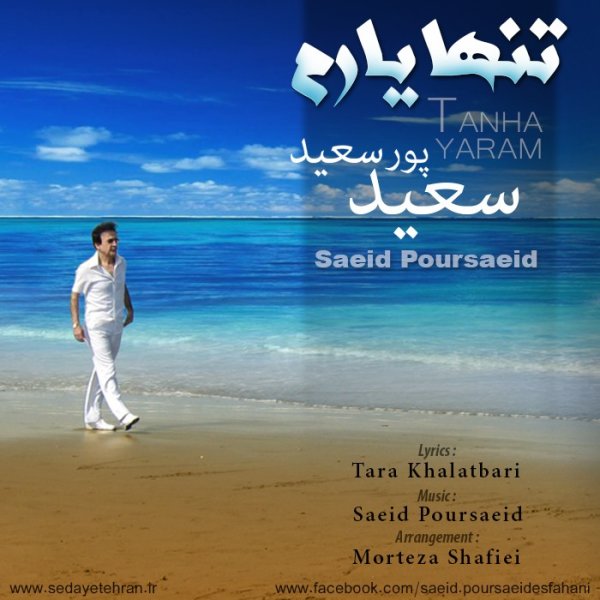 تنها یارم
TANHA
YARAM
سعید پورسعید
Saeid Poursaeid
Lyrics :
Tara Khalatbari
Music :
Saeid Poursaeid
Arrangement :
Morteza Shafiei
www.sedayetehran.fr
www.facebook.com/saeid.poursaeidesfahani